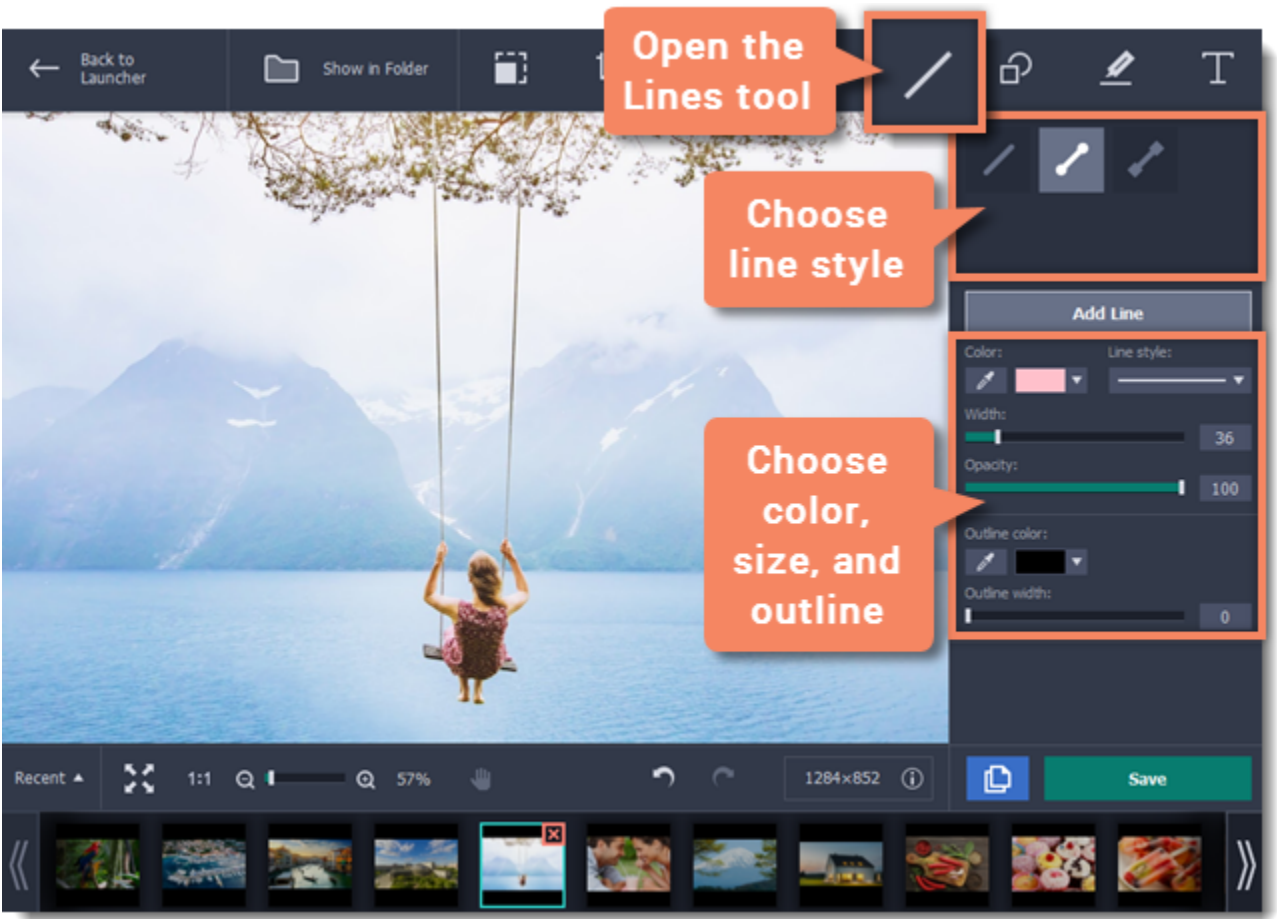 Back to
Launcher
Show in Folder
Open the
Lines tool
T
Choose
line style
Add Line
Color:
Line style:
Width:
36
Opacity:
100
Choose
color,
size, and
outline
Outline color:
Outline width:
0
Recent
1:1
57%
1284×852
Save